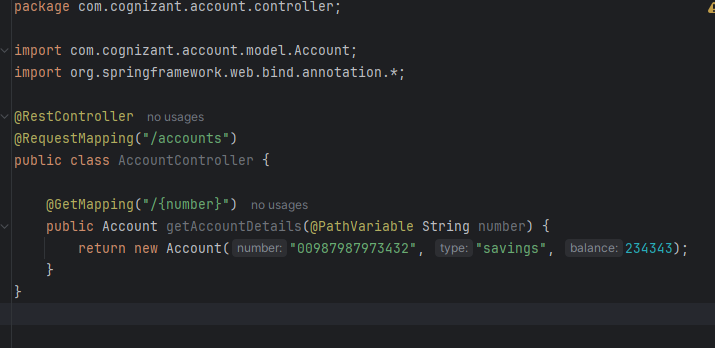 package com.cognizant.account.controller;
import com.cognizant.account.model.Account;
import org.springframework.web.bind.annotation.*;
@RestController no usages
@RequestMapping("/accounts")
public class AccountController {
@GetMapping("/{number}") no usages
public Account getAccountDetails(@PathVariable String number) {
return new Account( number: "00987987973432", type: "savings", balance: 234343);
}
}